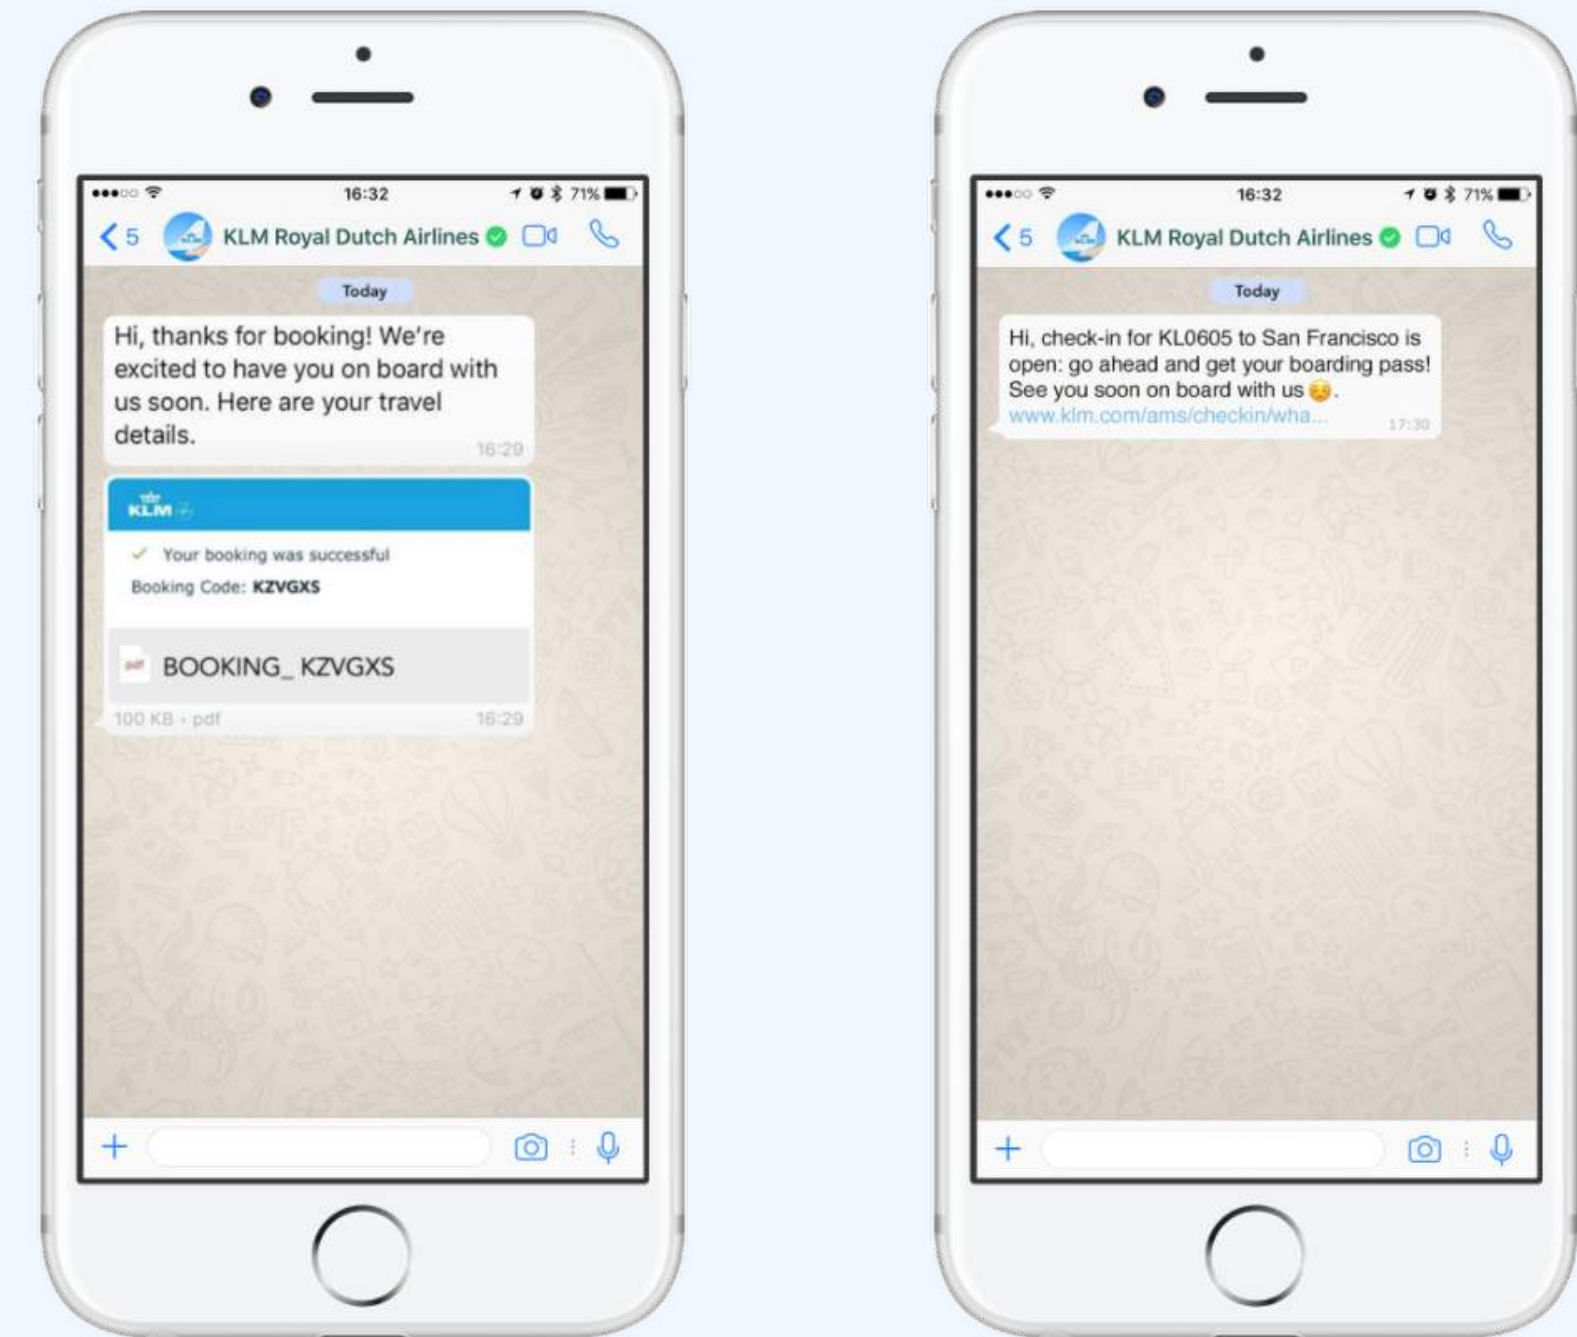 16:32
71%
5
KLM Royal Dutch Airlines
Today
Hi, thanks for booking! We're
excited to have you on board with
us soon. Here are your travel
details.
16:29
KLM
Your booking was successful
Booking Code: KZVGXS
pdf
BOOKING_ KZVGXS
100 KB • pdf
16:29
16:32
71%
5
KLM Royal Dutch Airlines
Today
Hi, check-in for KL0605 to San Francisco is
open: go ahead and get your boarding pass!
See you soon on board with us 😌.
www.klm.com/ams/checkin/wha...
17:30